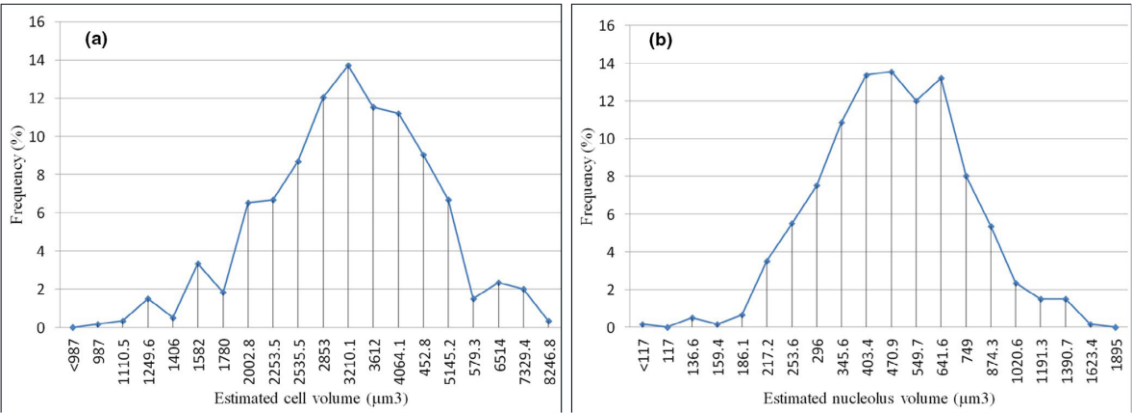 (a)
16
14
12
10
8
6
4
2
0
Frequency (%)
<987 987 1110.5 1249.6 1406 1582 1780 2002.8 2253.5 2535.5 2853 3210.1 3612 4064.1 452.8 5145.2 579.3 6514 7329.4 8246.8
Estimated cell volume (µm3)
(b)
16
14
12
10
8
6
4
2
0
Frequency (%)
<117 117 136.6 159.4 186.1 217.2 253.6 296 345.6 403.4 470.9 549.7 641.6 749 874.3 1020.6 1191.3 1390.7 1623.4 1895
Estimated nucleolus volume (µm3)